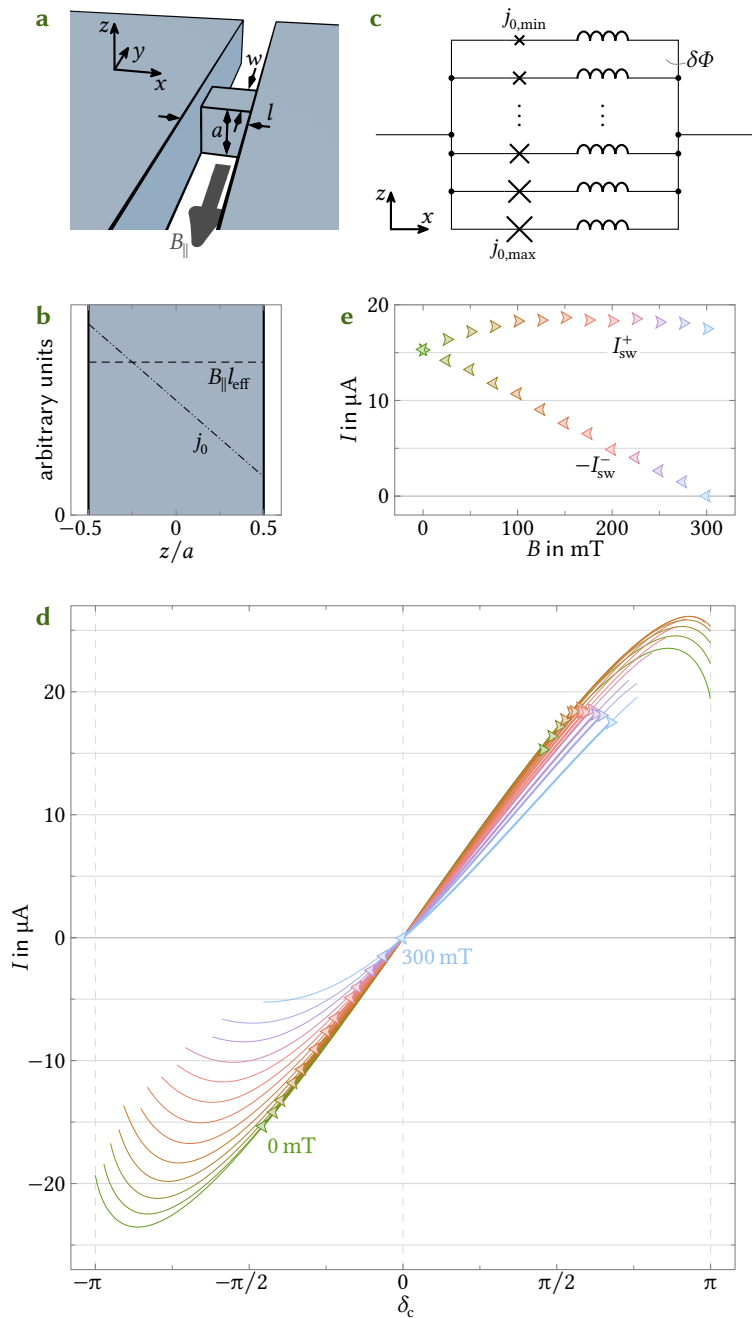 a
z
y
x
w
l
a
B∥
c
j0,min
δΦ
⋮ ⋮
z
x
j0,max
b
arbitrary units
B∥leff
j0
0
−0.5 0 0.5
z/a
e
I in µA
20
10
0
I+sw
−I−sw
0 100 200 300
B in mT
d
I in µA
20
10
0
−10
−20
300 mT
0 mT
−π −π/2 0 π/2 π
δc